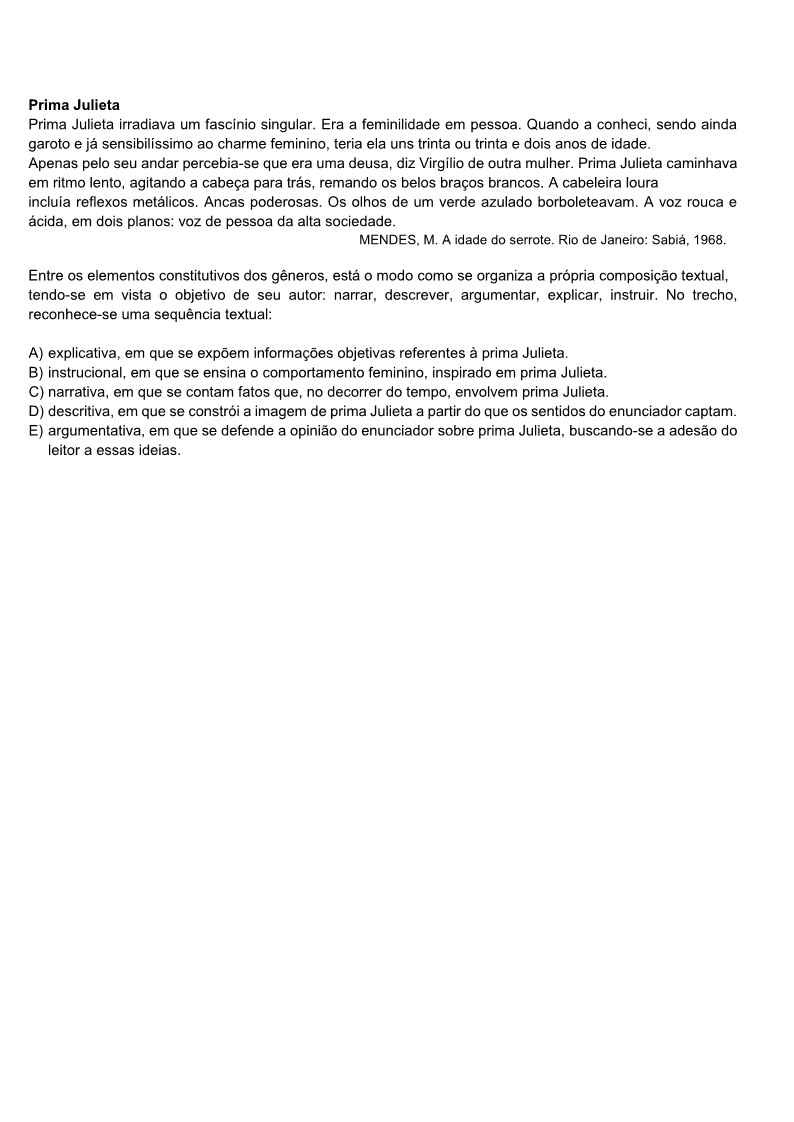 Prima Julieta
Prima Julieta irradiava um fascínio singular. Era a feminilidade em pessoa. Quando a conheci, sendo ainda
garoto e já sensibilíssimo ao charme feminino, teria ela uns trinta ou trinta e dois anos de idade.
Apenas pelo seu andar percebia-se que era uma deusa, diz Virgílio de outra mulher. Prima Julieta caminhava
em ritmo lento, agitando a cabeça para trás, remando os belos braços brancos. A cabeleira loura
incluía reflexos metálicos. Ancas poderosas. Os olhos de um verde azulado borboleteavam. A voz rouca e
ácida, em dois planos: voz de pessoa da alta sociedade.
MENDES, M. A idade do serrote. Rio de Janeiro: Sabiá, 1968.
Entre os elementos constitutivos dos gêneros, está o modo como se organiza a própria composição textual,
tendo-se em vista o objetivo de seu autor: narrar, descrever, argumentar, explicar, instruir. No trecho,
reconhece-se uma sequência textual:
A) explicativa, em que se expõem informações objetivas referentes à prima Julieta.
B) instrucional, em que se ensina o comportamento feminino, inspirado em prima Julieta.
C) narrativa, em que se contam fatos que, no decorrer do tempo, envolvem prima Julieta.
D) descritiva, em que se constrói a imagem de prima Julieta a partir do que os sentidos do enunciador captam.
E) argumentativa, em que se defende a opinião do enunciador sobre prima Julieta, buscando-se a adesão do
leitor a essas ideias.